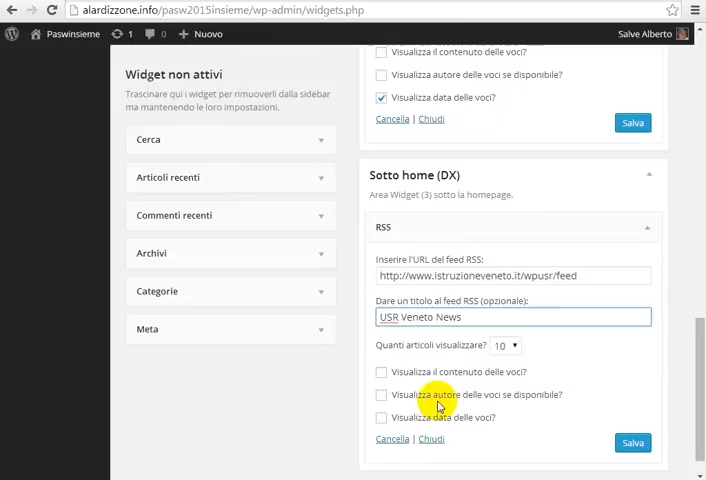 alardizzone.info/pasw2015insieme/wp-admin/widgets.php
Paswinsieme 1 0 Nuovo Salve Alberto
Visualizza il contenuto delle voci?
Widget non attivi
Visualizza autore delle voci se disponibile?
Trascinare qui i widget per rimuoverli dalla sidebar
ma mantenendo le loro impostazioni.
Visualizza data delle voci?
Cancella | Chiudi
Salva
Cerca
Articoli recenti
Commenti recenti
Archivi
Categorie
Meta
Sotto home (DX)
Area Widget (3) sotto la homepage.
RSS
Inserire l'URL del feed RSS:
http://www.istruzioneveneto.it/wpusr/feed
Dare un titolo al feed RSS (opzionale):
USR Veneto News
Quanti articoli visualizzare? 10
Visualizza il contenuto delle voci?
Visualizza autore delle voci se disponibile?
Visualizza data delle voci?
Cancella | Chiudi
Salva